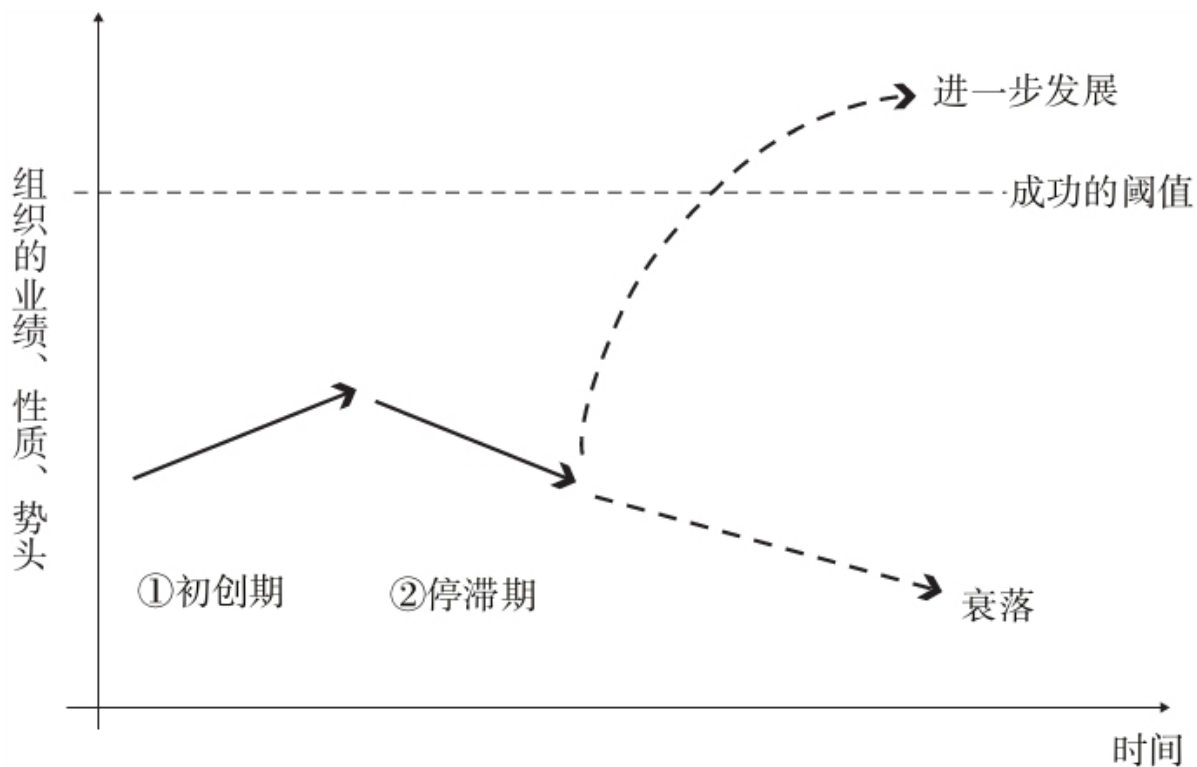 进一步发展
成功的阈值
组织的业绩、性质、势头
①初创期
②停滞期
衰落
时间